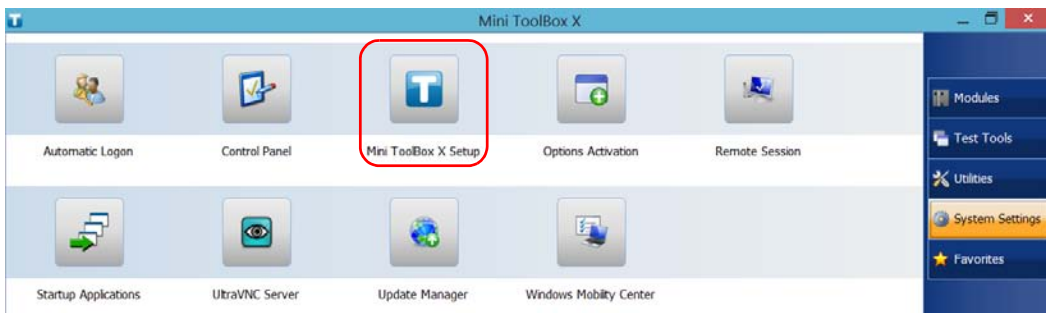 Mini ToolBox X
Automatic Logon
Control Panel
Mini ToolBox X Setup
Options Activation
Remote Session
Startup Applications
UltraVNC Server
Update Manager
Windows Mobility Center
Modules
Test Tools
Utilities
System Settings
Favorites